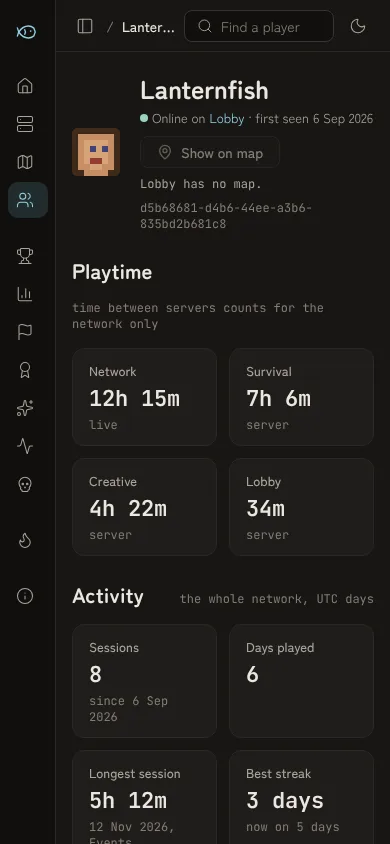 / Lanter...
Find a player
Lanternfish
Online on Lobby · first seen 6 Sep 2026
Show on map
Lobby has no map.
d5b68681-d4b6-44ee-a3b6-
835bd2b681c8
Playtime
time between servers counts for the
network only
Network
12h 15m
live
Survival
7h 6m
server
Creative
4h 22m
server
Lobby
34m
server
Activity
the whole network, UTC days
Sessions
8
since 6 Sep
2026
Days played
6
Longest session
5h 12m
12 Nov 2026,
Events
Best streak
3 days
now on 5 days